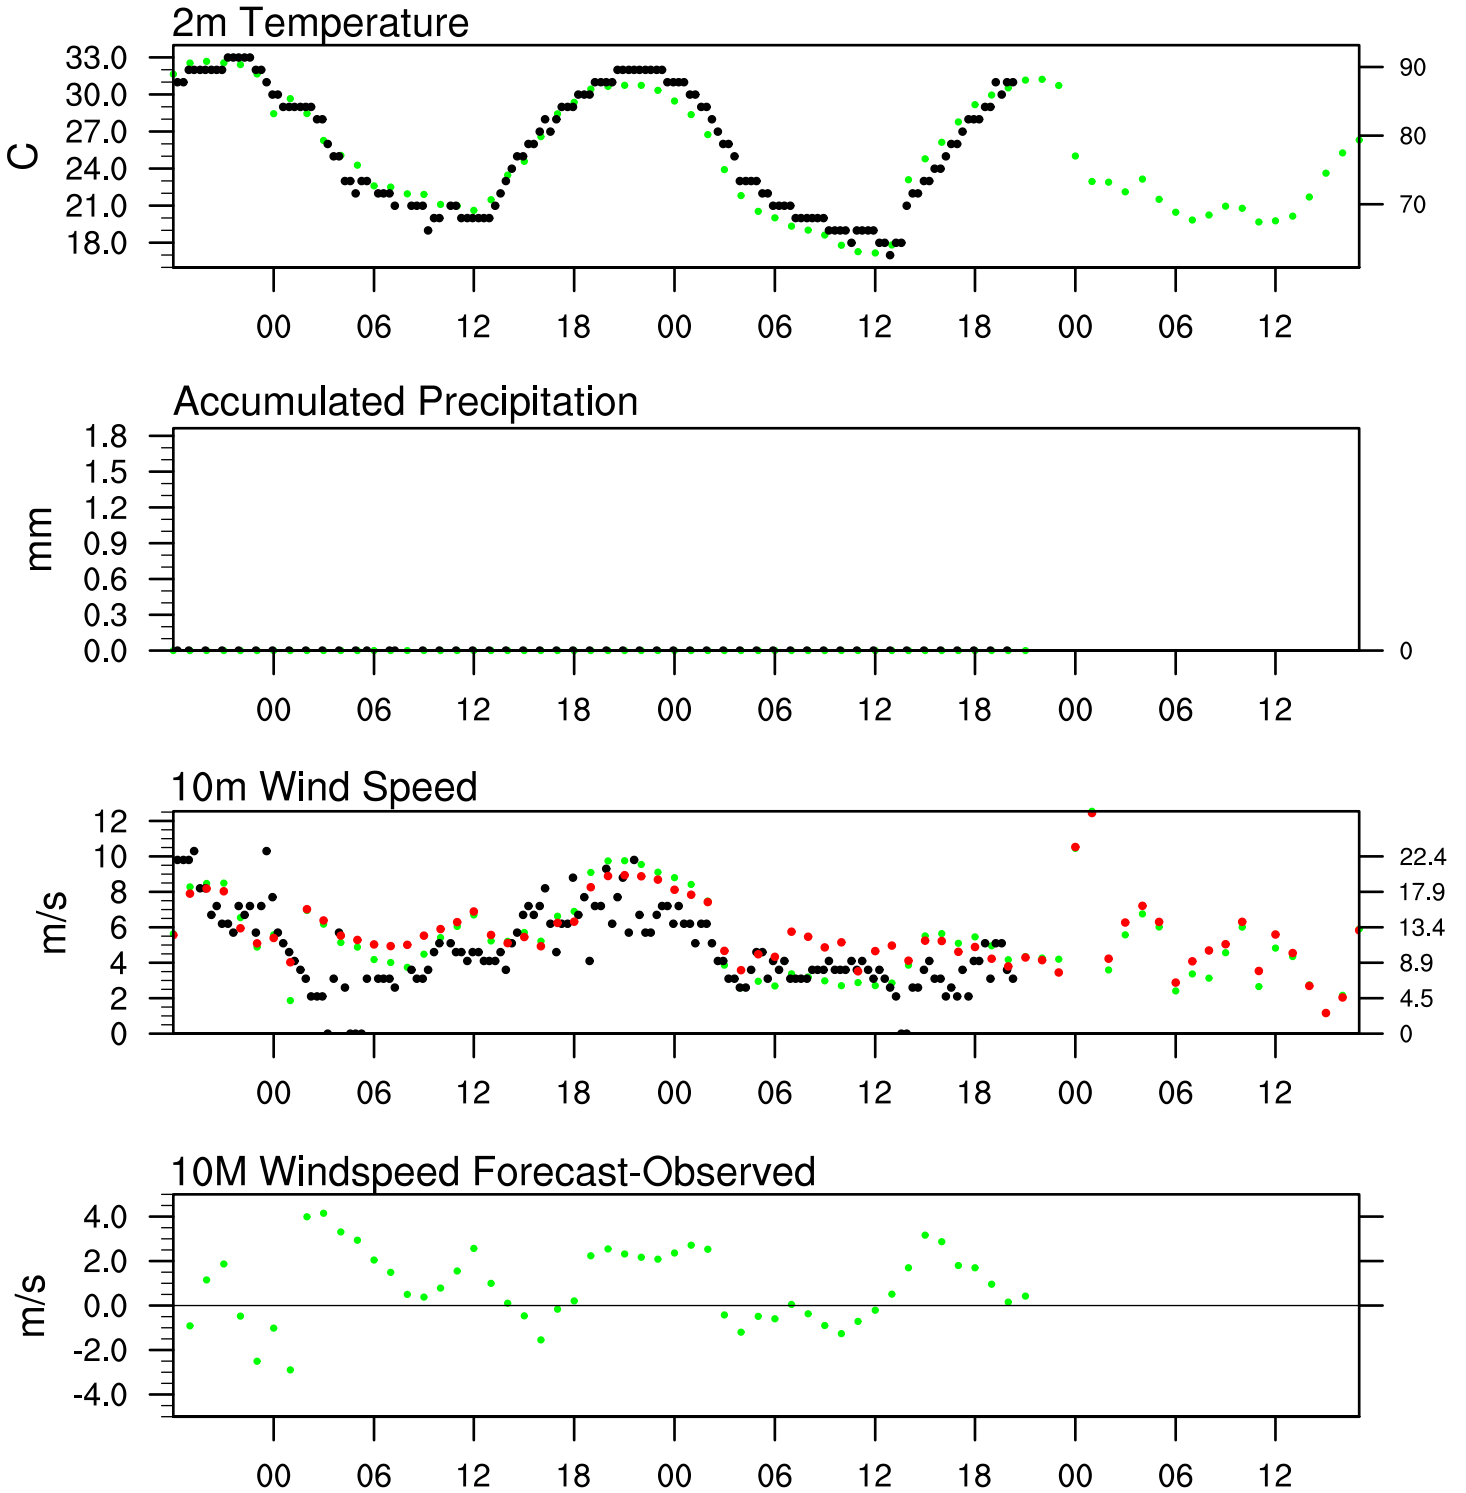 2m Temperature
33.0
30.0
27.0
24.0
21.0
18.0
C
90
80
70
00 06 12 18 00 06 12 18 00 06 12
Accumulated Precipitation
1.8
1.5
1.2
0.9
0.6
0.3
0.0
mm
0
00 06 12 18 00 06 12 18 00 06 12
10m Wind Speed
12
10
8
6
4
2
0
m/s
22.4
17.9
13.4
8.9
4.5
0
00 06 12 18 00 06 12 18 00 06 12
10M Windspeed Forecast-Observed
4.0
2.0
0.0
-2.0
-4.0
m/s
00 06 12 18 00 06 12 18 00 06 12